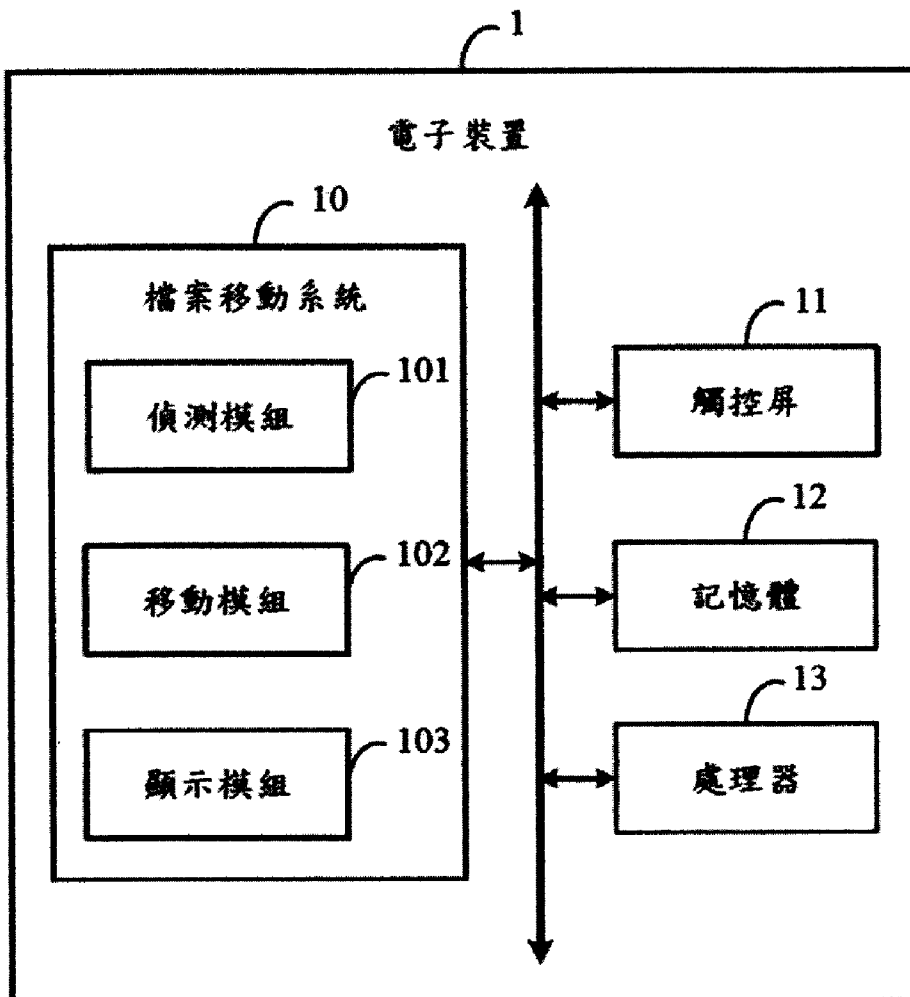 1
電子裝置
10
檔案移動系統
101
偵測模組
102
移動模組
103
顯示模組
11
觸控屏
12
記憶體
13
處理器